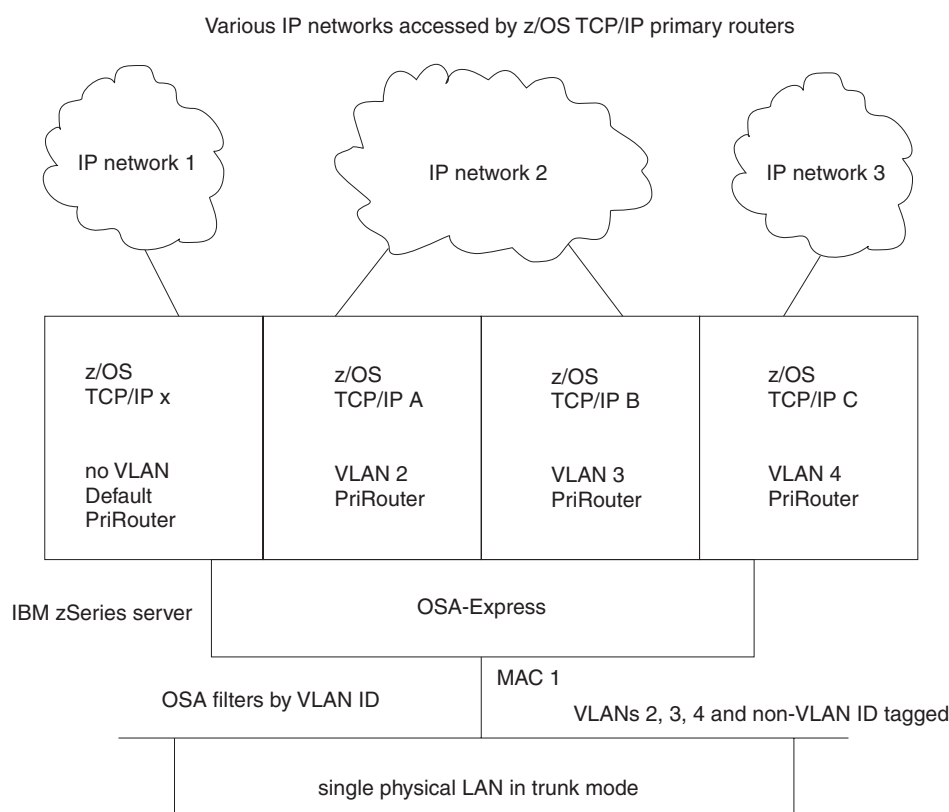 Various IP networks accessed by z/OS TCP/IP primary routers
IP network 1
IP network 2
IP network 3
z/OS
TCP/IP x
no VLAN
Default
PriRouter
z/OS
TCP/IP A
VLAN 2
PriRouter
z/OS
TCP/IP B
VLAN 3
PriRouter
z/OS
TCP/IP C
VLAN 4
PriRouter
IBM zSeries server
OSA-Express
MAC 1
OSA filters by VLAN ID
VLANs 2, 3, 4 and non-VLAN ID tagged
single physical LAN in trunk mode